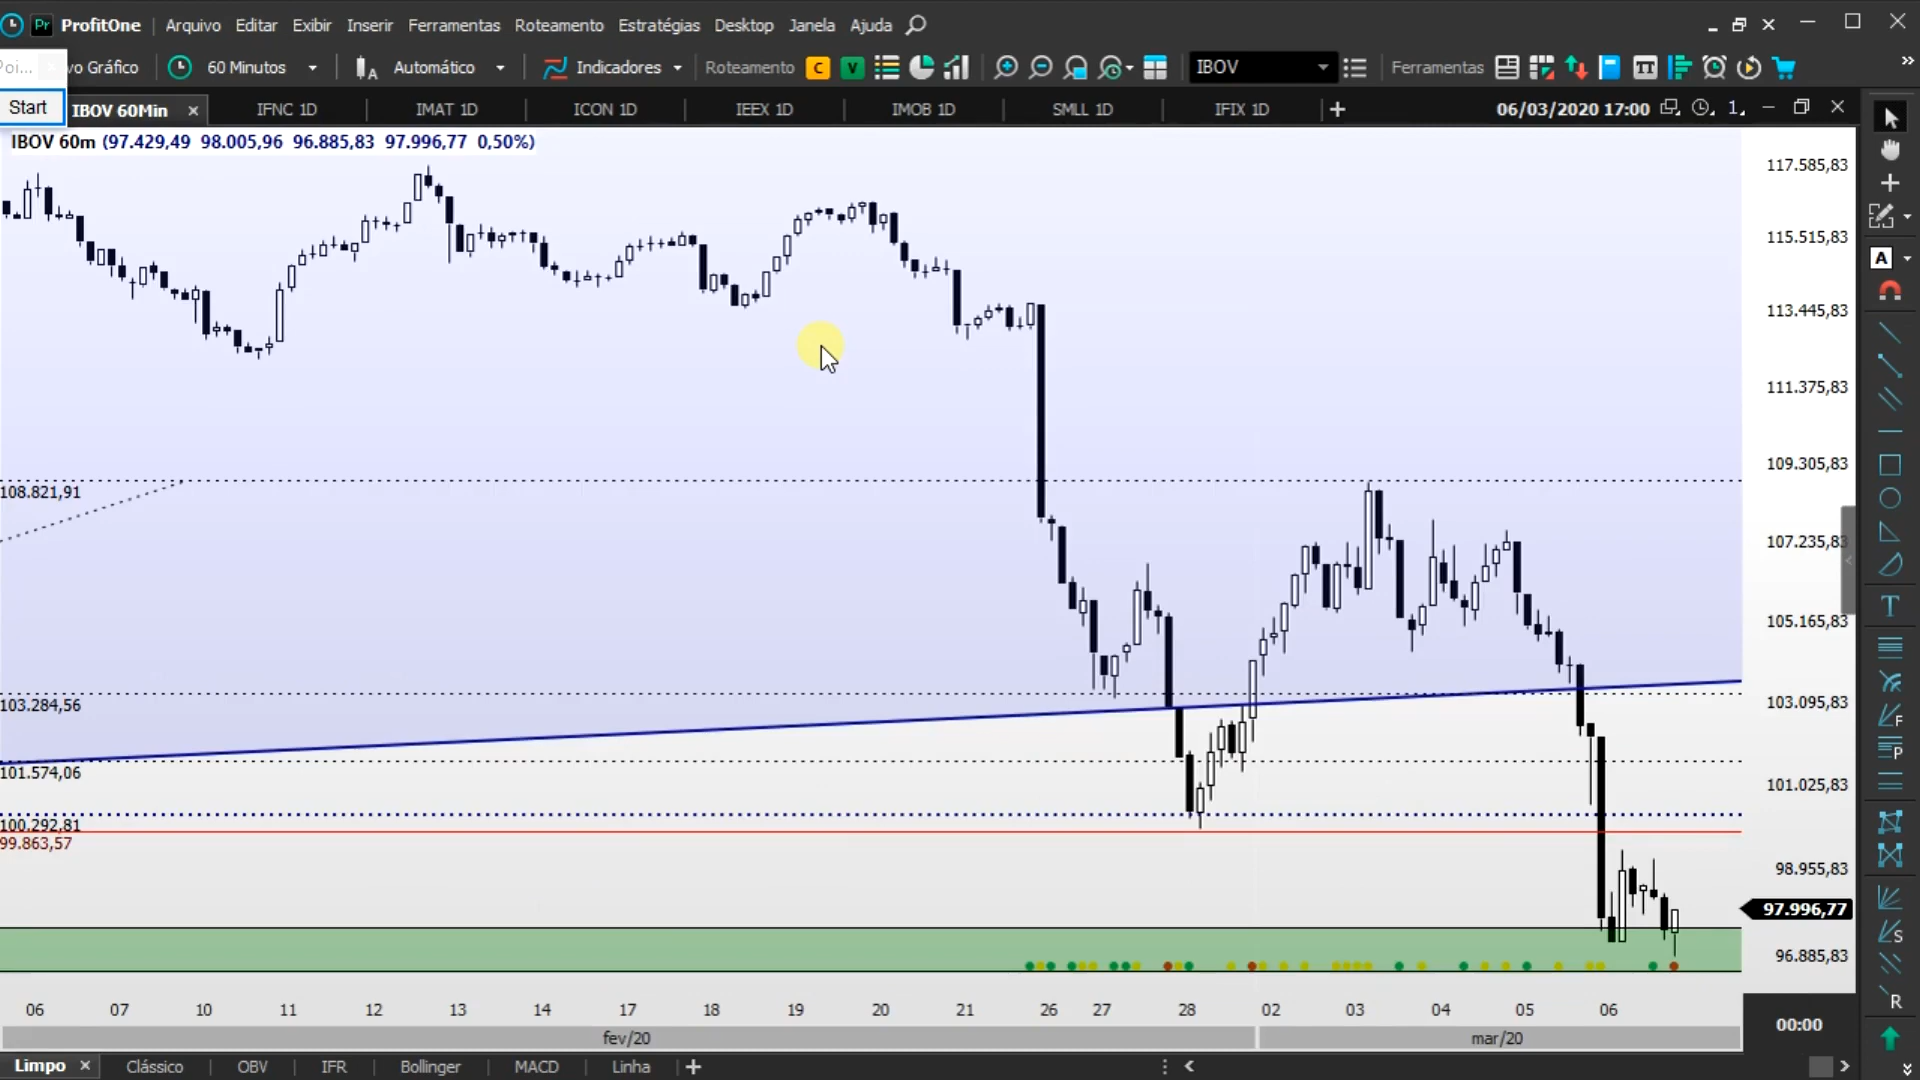 Pr ProfitOne Arquivo Editar Exibir Inserir Ferramentas Roteamento Estratégias Desktop Janela Ajuda
vo Gráfico 60 Minutos A Automático Indicadores Roteamento C V IBOV Ferramentas TT
Start IBOV 60Min IFNC 1D IMAT 1D ICON 1D IEEX 1D IMOB 1D SMLL 1D IFIX 1D 06/03/2020 17:00 1
IBOV 60m (97.429,49 98.005,96 96.885,83 97.996,77 0,50%)
117.585,83
115.515,83
A
113.445,83
111.375,83
109.305,83
108.821,91
107.235,83
T
105.165,83
103.284,56
103.095,83
F
P
101.574,06
101.025,83
100.292,81
99.863,57
98.955,83
97.996,77
S
96.885,83
R
06 07 10 11 12 13 14 17 18 19 20 21 26 27 28 02 03 04 05 06
00:00
fev/20 mar/20
Limpo Clássico OBV IFR Bollinger MACD Linha